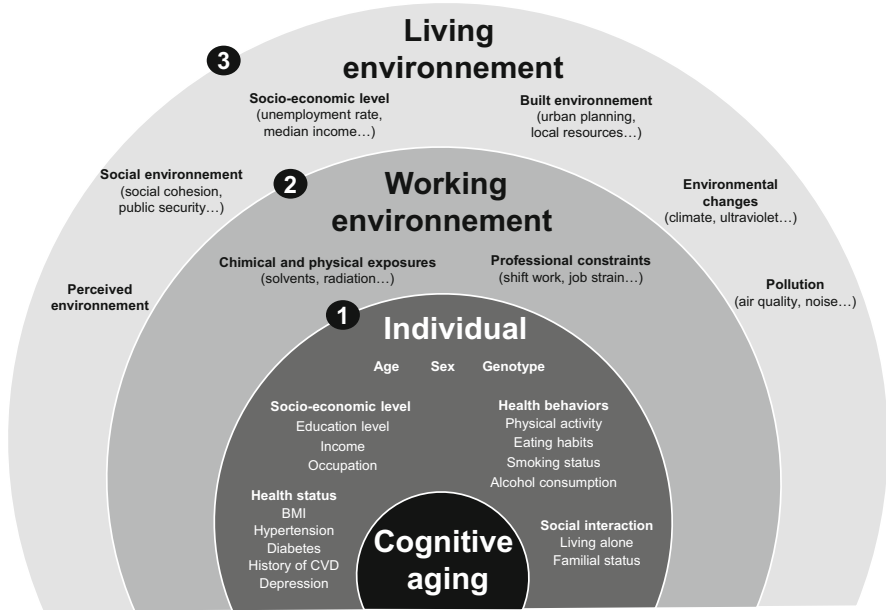 3
Living
environnement
Socio-economic level
(unemployment rate,
median income…)
Built environnement
(urban planning,
local resources…)
Social environnement
(social cohesion,
public security…)
Environmental
changes
(climate, ultraviolet…)
Perceived
environnement
Pollution
(air quality, noise…)
2
Working
environnement
Chimical and physical exposures
(solvents, radiation…)
Professional constraints
(shift work, job strain…)
1
Individual
Age Sex Genotype
Socio-economic level
Education level
Income
Occupation
Health behaviors
Physical activity
Eating habits
Smoking status
Alcohol consumption
Health status
BMI
Hypertension
Diabetes
History of CVD
Depression
Social interaction
Living alone
Familial status
Cognitive
aging